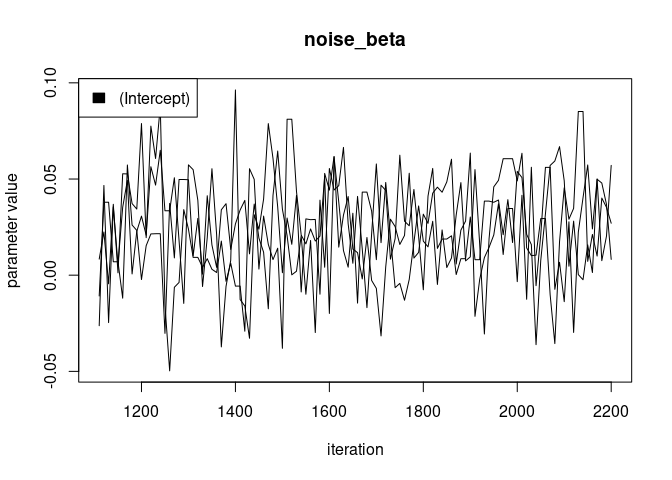 noise_beta
(Intercept)
parameter value
0.10
0.05
0.00
-0.05
1200 1400 1600 1800 2000 2200
iteration